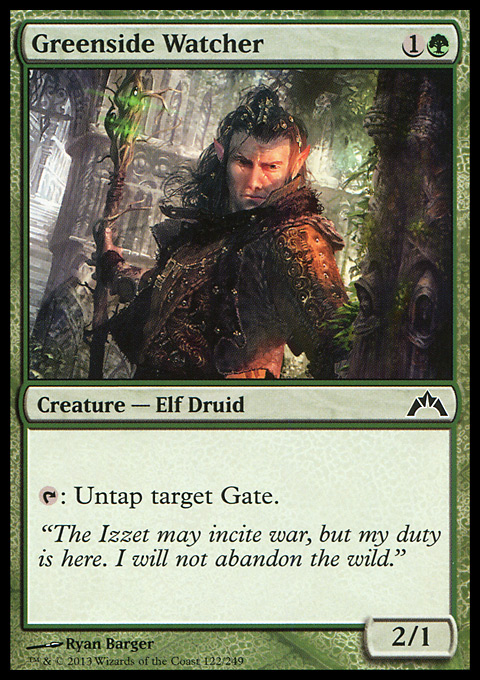 Greenside Watcher 1
Creature — Elf Druid
: Untap target Gate.
“The Izzet may incite war, but my duty
is here. I will not abandon the wild.”
2/1
Ryan Barger
™ & © 2013 Wizards of the Coast 122/249